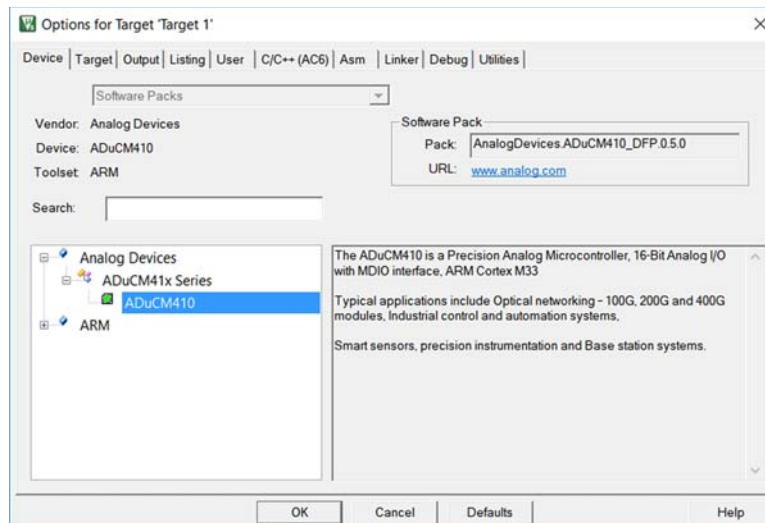 Options for Target 'Target 1'
Device Target Output Listing User C/C++ (AC6) Asm Linker Debug Utilities
Software Packs
Vendor: Analog Devices
Device: ADuCM410
Toolset: ARM
Software Pack
Pack: AnalogDevices.ADuCM410_DFP.0.5.0
URL: www.analog.com
Search:
Analog Devices
ADuCM41x Series
ADuCM410
ARM
The ADuCM410 is a Precision Analog Microcontroller, 16-Bit Analog I/O
with MDIO interface, ARM Cortex M33
Typical applications include Optical networking - 100G, 200G and 400G
modules, Industrial control and automation systems,
Smart sensors, precision instrumentation and Base station systems.
OK Cancel Defaults Help